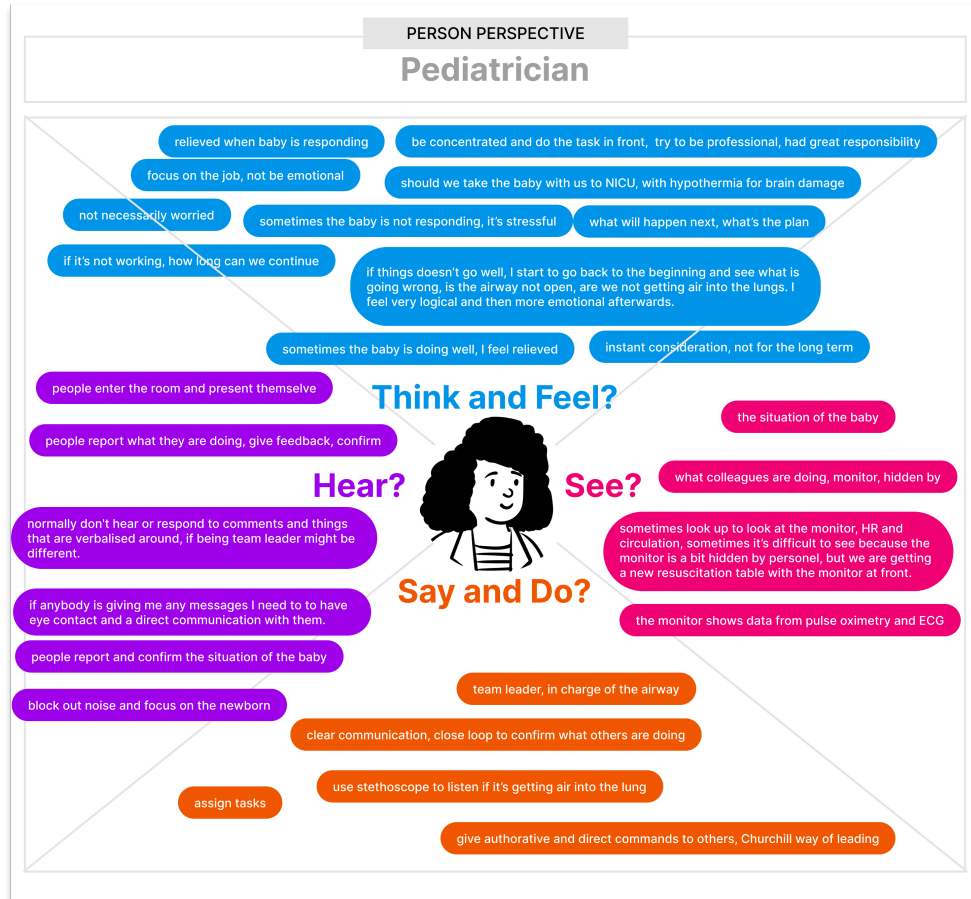 PERSON PERSPECTIVE
Pediatrician
relieved when baby is responding
be concentrated and do the task in front, try to be professional, had great responsibility
focus on the job, not be emotional
should we take the baby with us to NICU, with hypothermia for brain damage
not necessarily worried
sometimes the baby is not responding, it's stressful
what will happen next, what's the plan
if it's not working, how long can we continue
if things doesn't go well, I start to go back to the beginning and see what is
going wrong, is the airway not open, are we not getting air into the lungs. I
feel very logical and then more emotional afterwards.
sometimes the baby is doing well, I feel relieved
instant consideration, not for the long term
Think and Feel?
people enter the room and present themselve
people report what they are doing, give feedback, confirm
Hear?
normally don't hear or respond to comments and things
that are verbalised around, if being team leader might be
different.
if anybody is giving me any messages I need to to have
eye contact and a direct communication with them.
people report and confirm the situation of the baby
block out noise and focus on the newborn
See?
the situation of the baby
what colleagues are doing, monitor, hidden by
sometimes look up to look at the monitor, HR and
circulation, sometimes it's difficult to see because the
monitor is a bit hidden by personel, but we are getting
a new resuscitation table with the monitor at front.
the monitor shows data from pulse oximetry and ECG
Say and Do?
team leader, in charge of the airway
clear communication, close loop to confirm what others are doing
use stethoscope to listen if it's getting air into the lung
assign tasks
give authorative and direct commands to others, Churchill way of leading